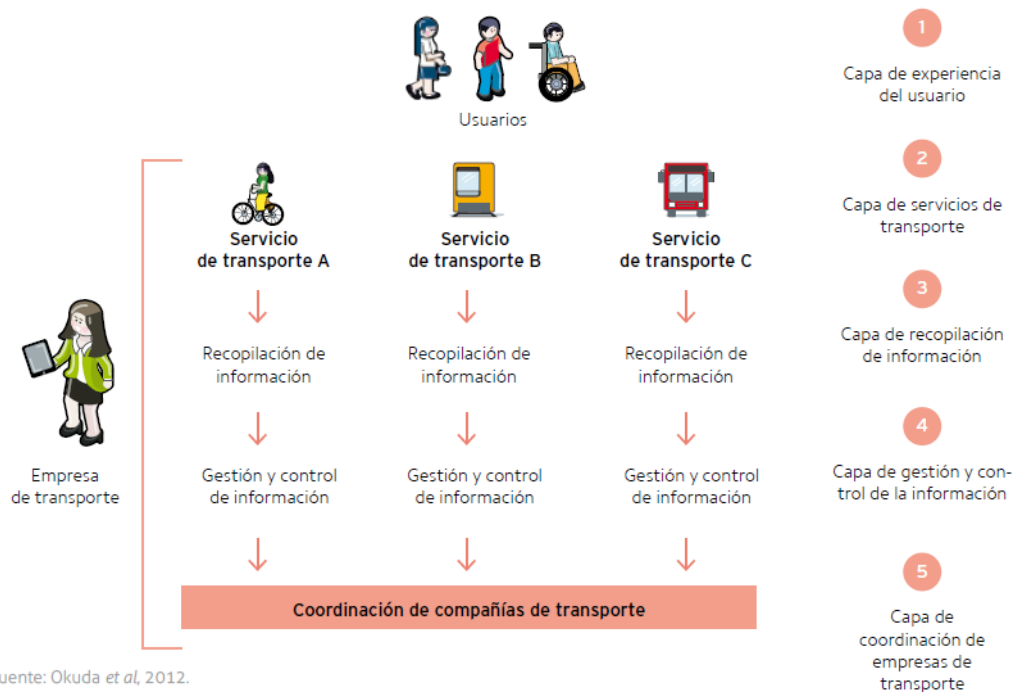 Usuarios
1
Capa de experiencia
del usuario
2
Capa de servicios de
transporte
Servicio
de transporte A
Servicio
de transporte B
Servicio
de transporte C
3
Capa de recopilación
de información
Recopilación de
información
Recopilación de
información
Recopilación de
información
4
Capa de gestión y con-
trol de la información
Empresa
de transporte
Gestión y control
de información
Gestión y control
de información
Gestión y control
de información
5
Capa de
coordinación de
empresas de
transporte
Coordinación de compañías de transporte
uente: Okuda et al, 2012.